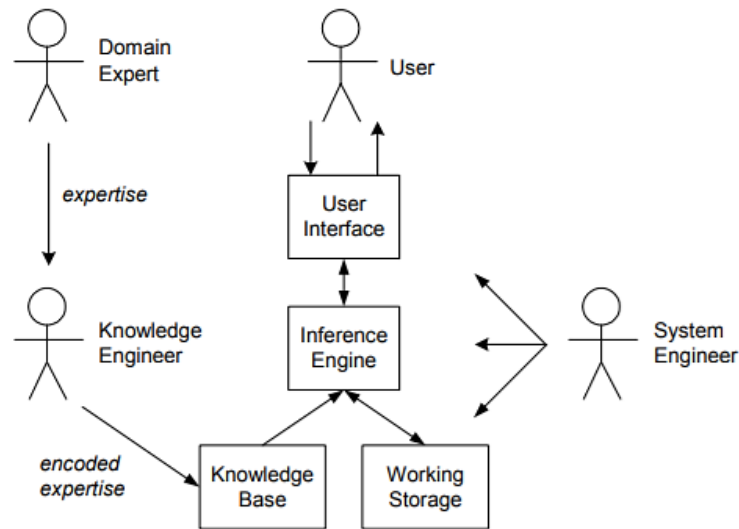 Domain
Expert
User
expertise
User
Interface
Knowledge
Engineer
Inference
Engine
System
Engineer
encoded
expertise
Knowledge
Base
Working
Storage